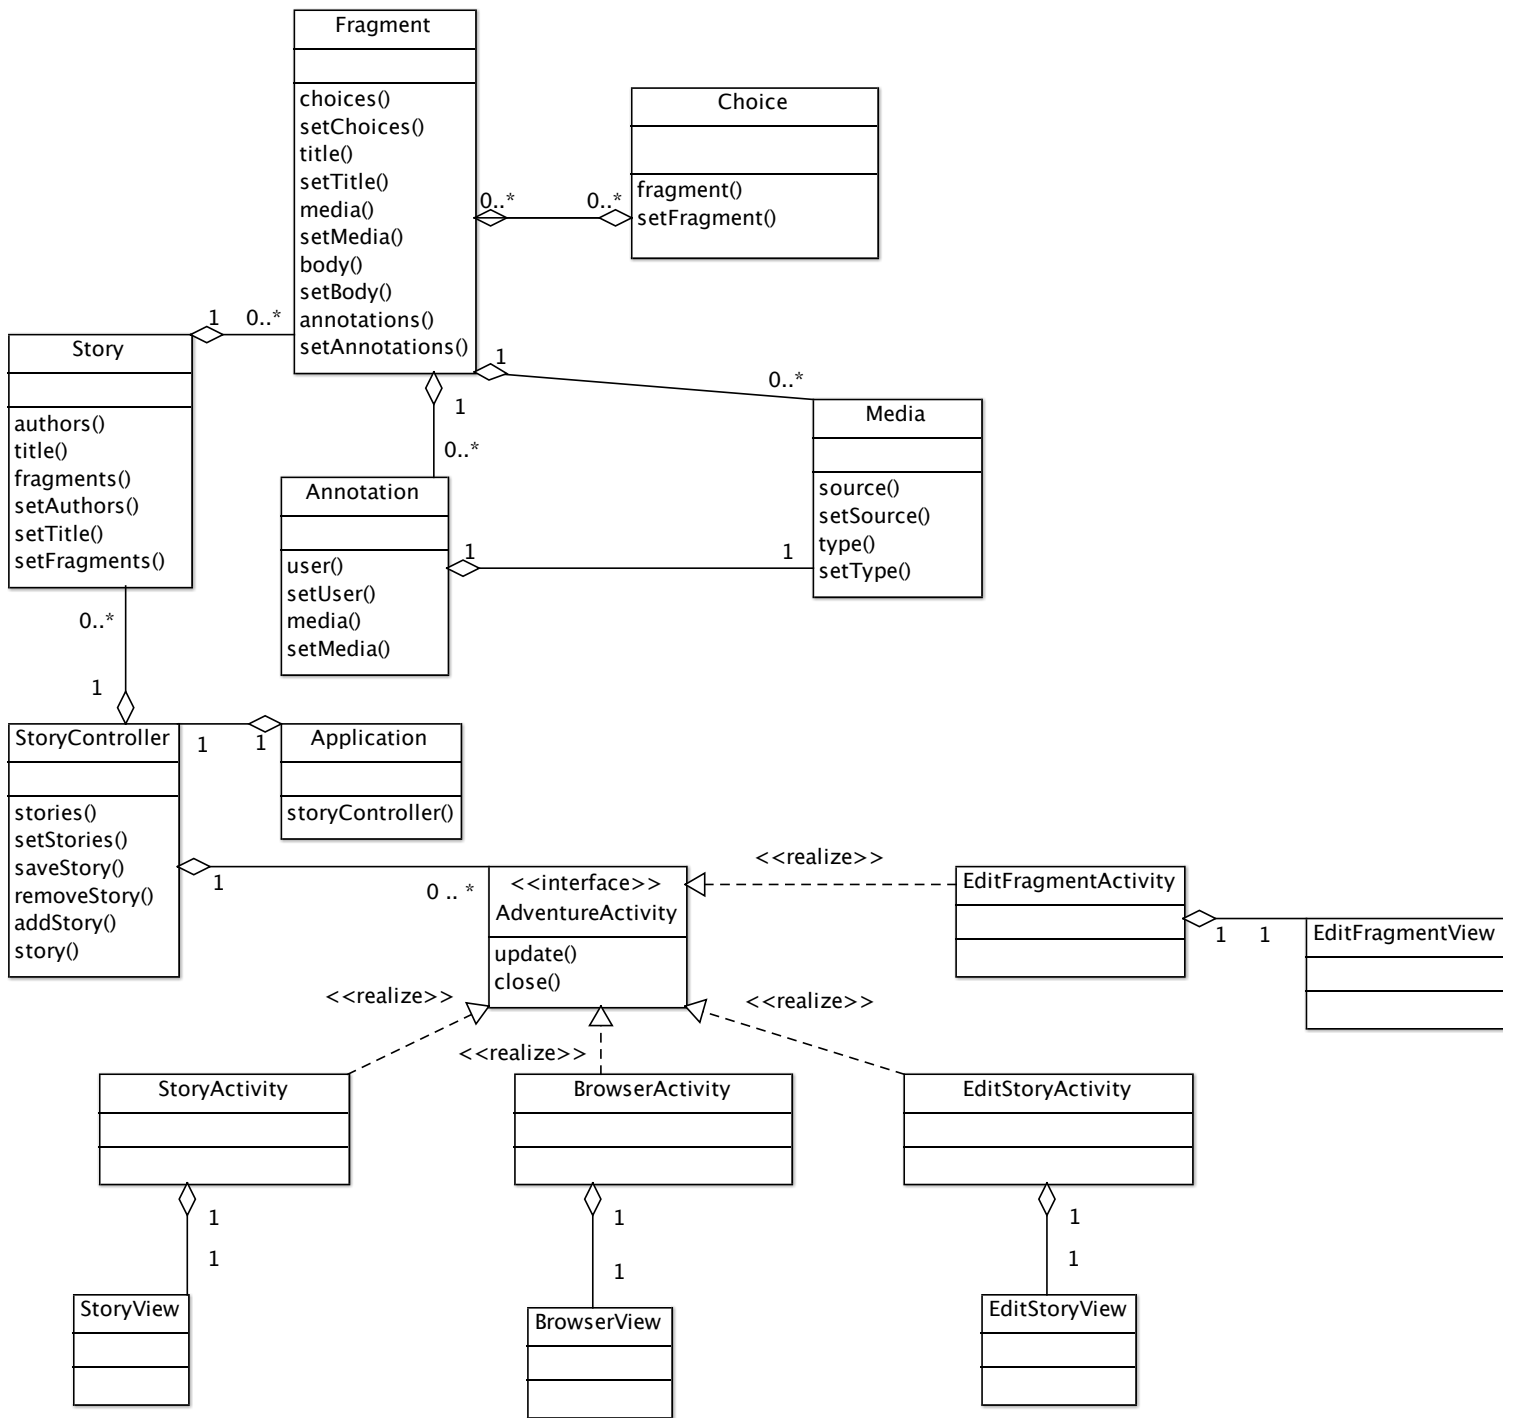 Fragment
choices()
setChoices()
title()
setTitle()
media()
setMedia()
body()
setBody()
annotations()
setAnnotations()
Choice
fragment()
setFragment()
0..*
0..*
1
0..*
Story
authors()
title()
fragments()
setAuthors()
setTitle()
setFragments()
1
0..*
1
0..*
Media
source()
setSource()
type()
setType()
Annotation
user()
setUser()
media()
setMedia()
1
1
0..*
1
StoryController
stories()
setStories()
saveStory()
removeStory()
addStory()
story()
1
1
Application
storyController()
1
0 .. *
<<interface>>
AdventureActivity
update()
close()
<<realize>>
EditFragmentActivity
1
1
EditFragmentView
<<realize>>
<<realize>>
<<realize>>
StoryActivity
BrowserActivity
EditStoryActivity
1
1
1
1
1
1
StoryView
BrowserView
EditStoryView